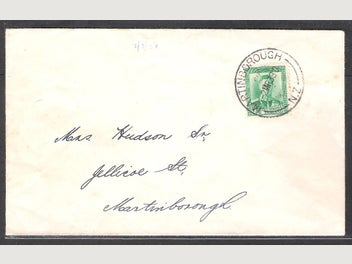 MARTINBOROUGH N.Z.
Mrs Hudson Sr,
Jellicoe St,
Martinborough.